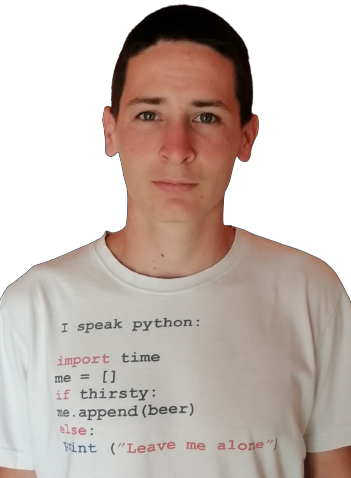 I speak python:
import time
me = []
if thirsty:
me.append(beer)
else:
print ("Leave me alone")